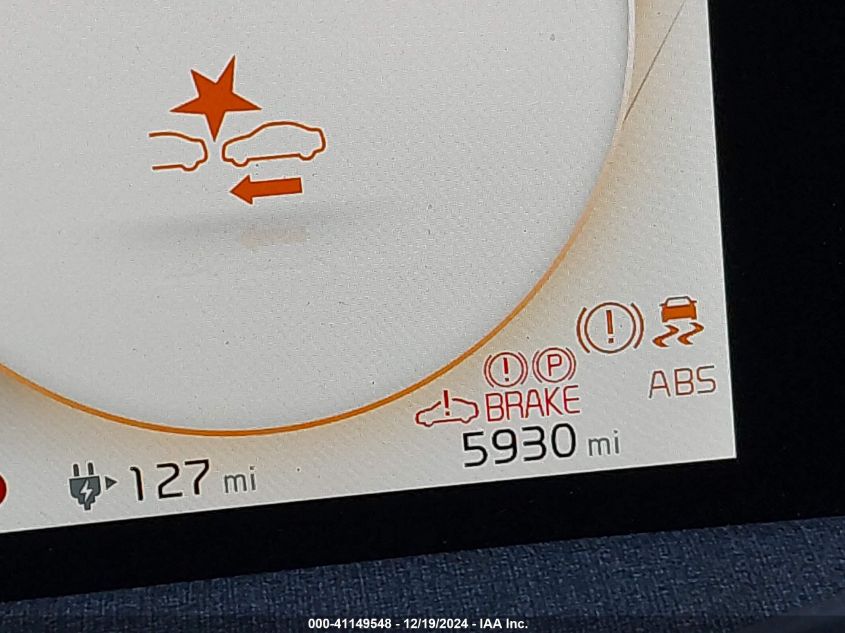 P
BRAKE
ABS
5930 mi
127 mi
000-41149548 - 12/19/2024 - IAA Inc.